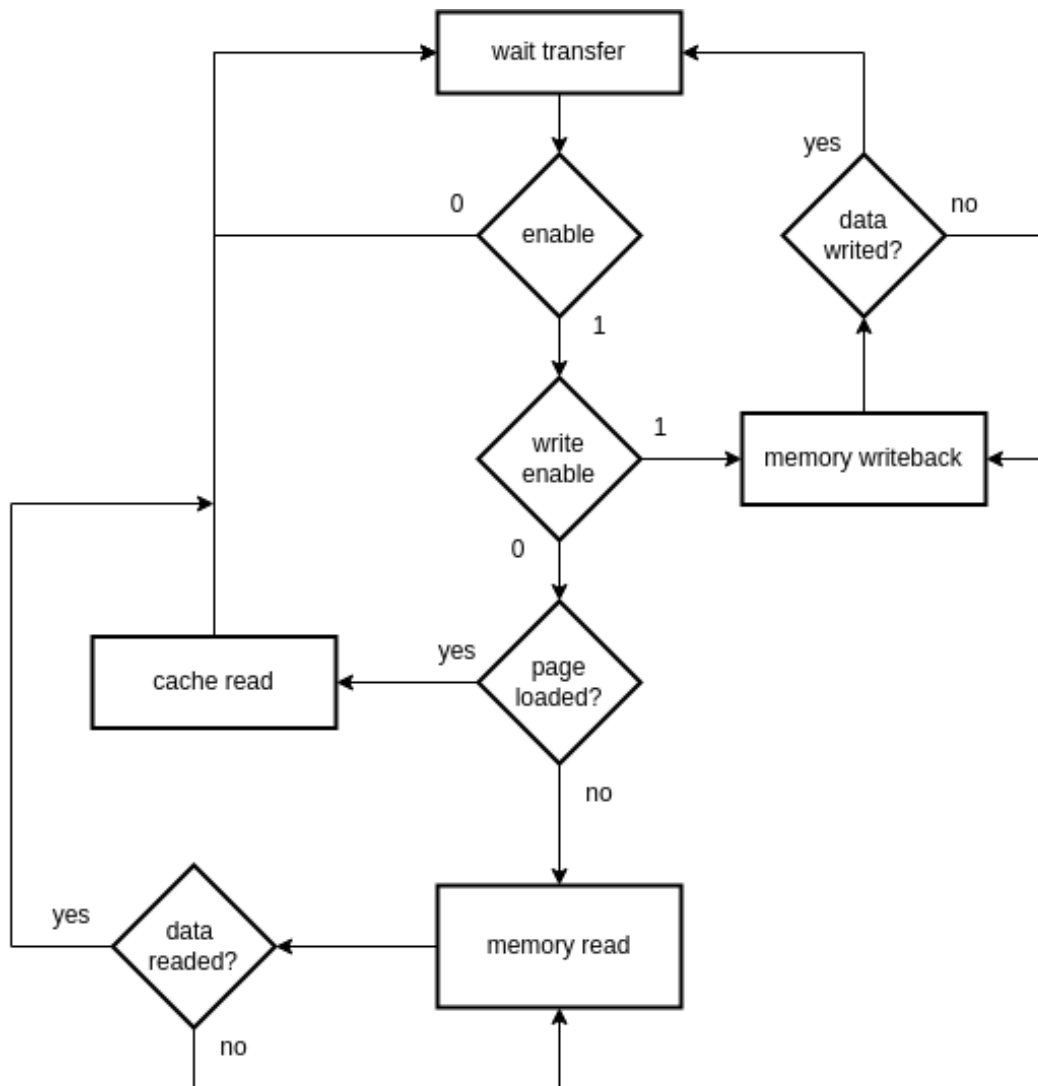 wait transfer
yes
0
no
enable
data
writed?
1
write
enable
1
memory writeback
0
yes
page
loaded?
cache read
no
yes
data
readed?
memory read
no